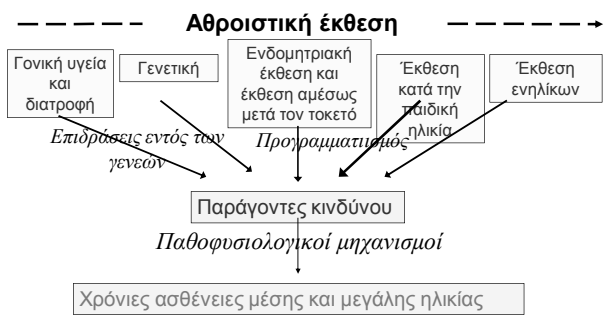 Αθροιστική έκθεση
Γονική υγεία
και
διατροφή
Γενετική
Ενδομητριακή
έκθεση και
έκθεση αμέσως
μετά τον τοκετό
Έκθεση
κατά την
παιδική
ηλικία
Έκθεση
ενηλίκων
Επιδράσεις εντός των
γενεών
Προγραμματιισμός
Παράγοντες κινδύνου
Παθοφυσιολογικοί μηχανισμοί
Χρόνιες ασθένειες μέσης και μεγάλης ηλικίας